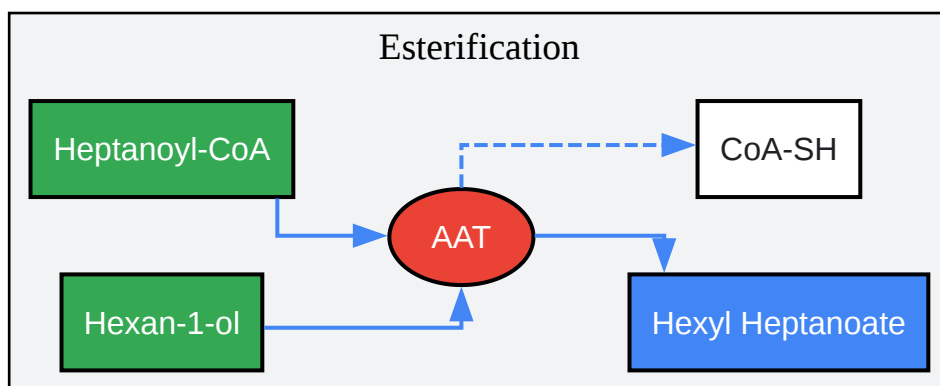 Esterification
Heptanoyl-CoA
CoA-SH
AAT
Hexan-1-ol
Hexyl Heptanoate